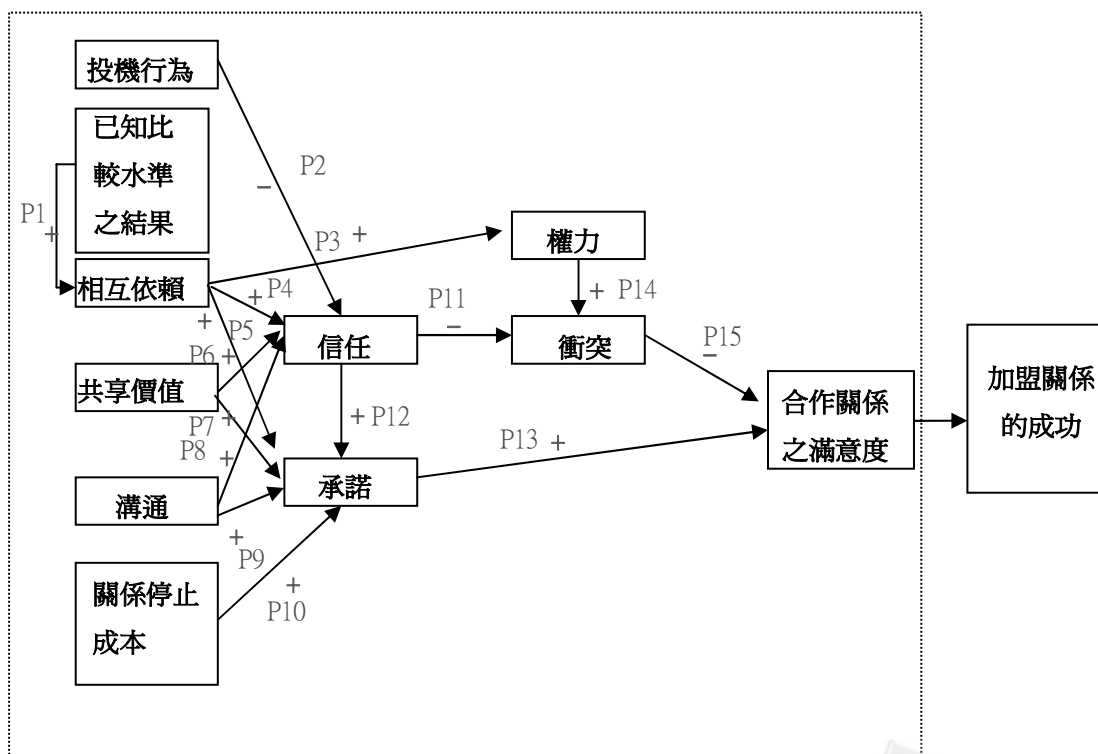 投機行為
已知比
較水準
之結果
P1
+
相互依賴
共享價值
溝通
關係停止
成本
P2
−
P3 +
+ P4
+ P5
P6 +
P7 +
P8 +
+
P9
+
P10
權力
+ P14
信任
P11
−
衝突
+ P12
承諾
P13 +
P15
−
合作關係
之滿意度
加盟關係
的成功